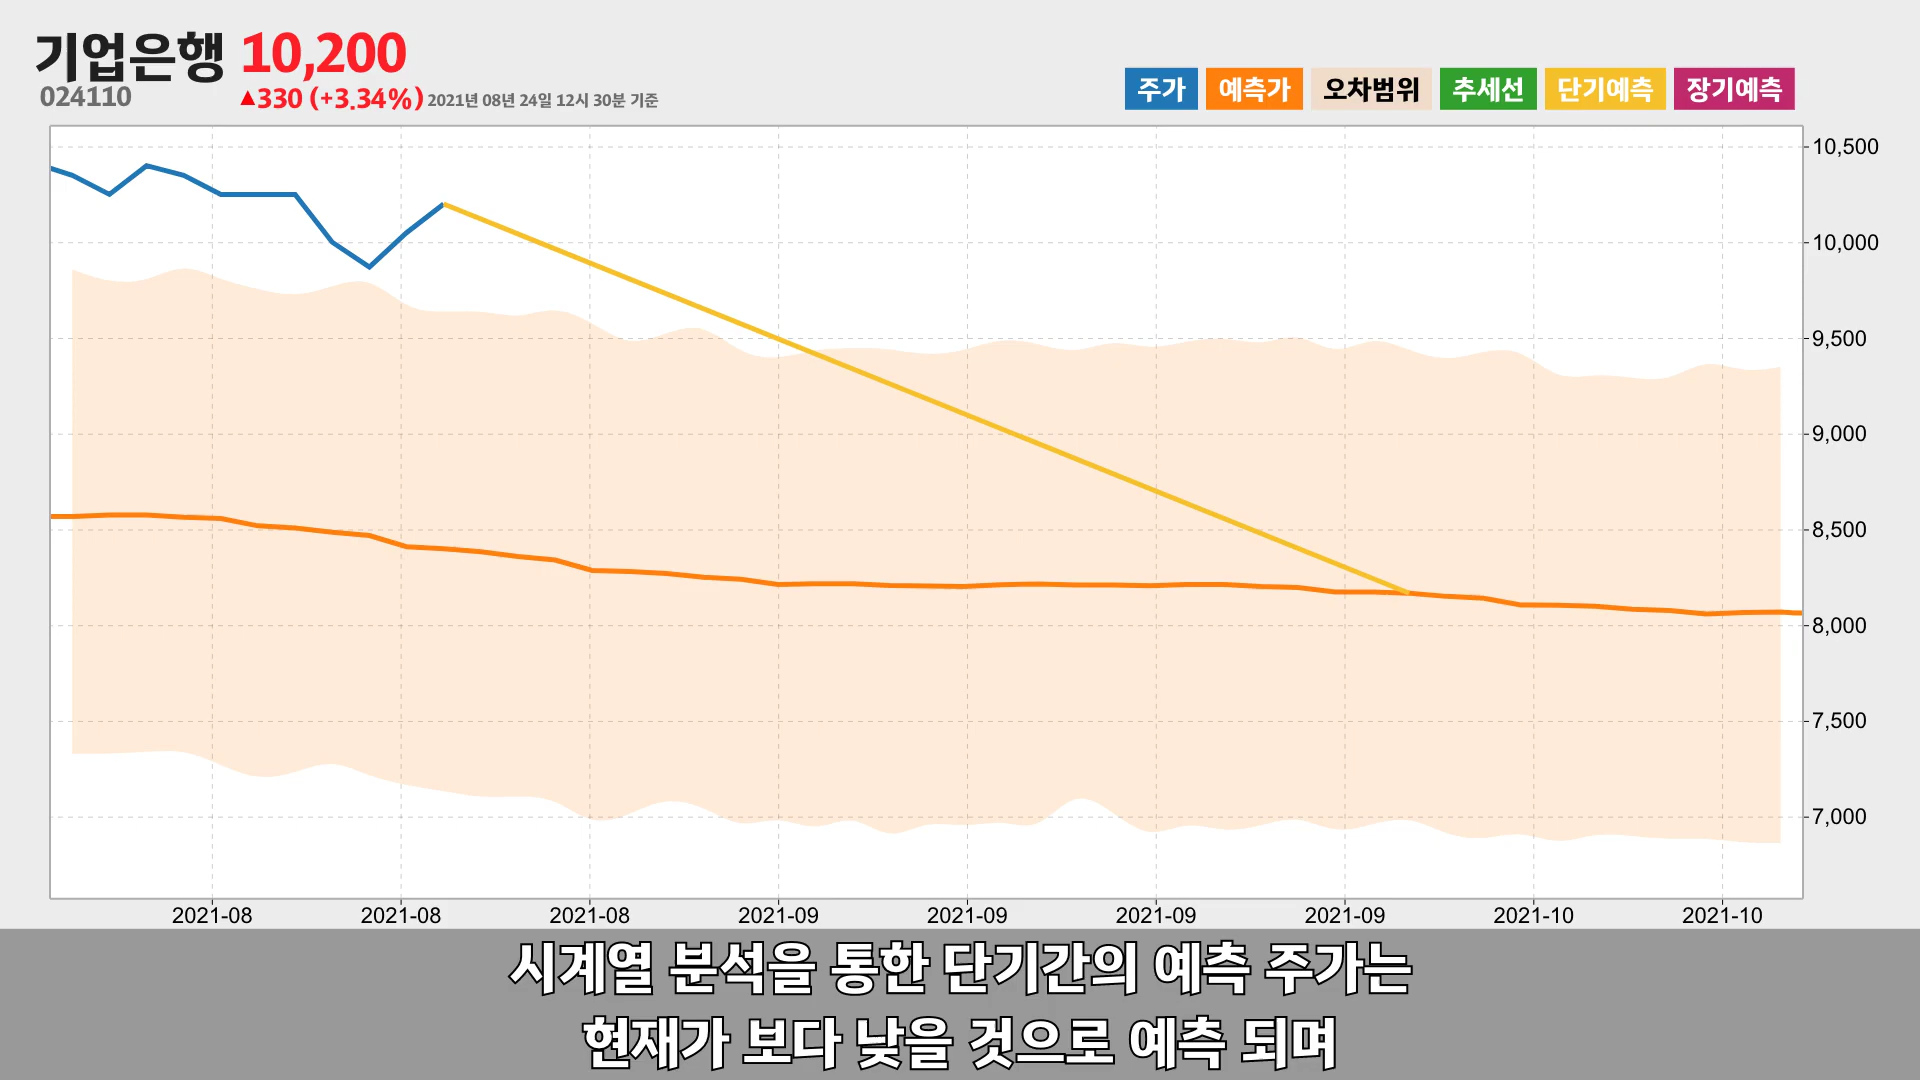 기업은행 10,200
024110 ▲330 (+3.34%) 2021년 08년 24일 12시 30분 기준
주가 예측가 오차범위 추세선 단기예측 장기예측
10,500
10,000
9,500
9,000
8,500
8,000
7,500
7,000
2021-08 2021-08 2021-08 2021-09 2021-09 2021-09 2021-09 2021-10 2021-10
시계열 분석을 통한 단기간의 예측 주가는
현재가 보다 낮을 것으로 예측 되며